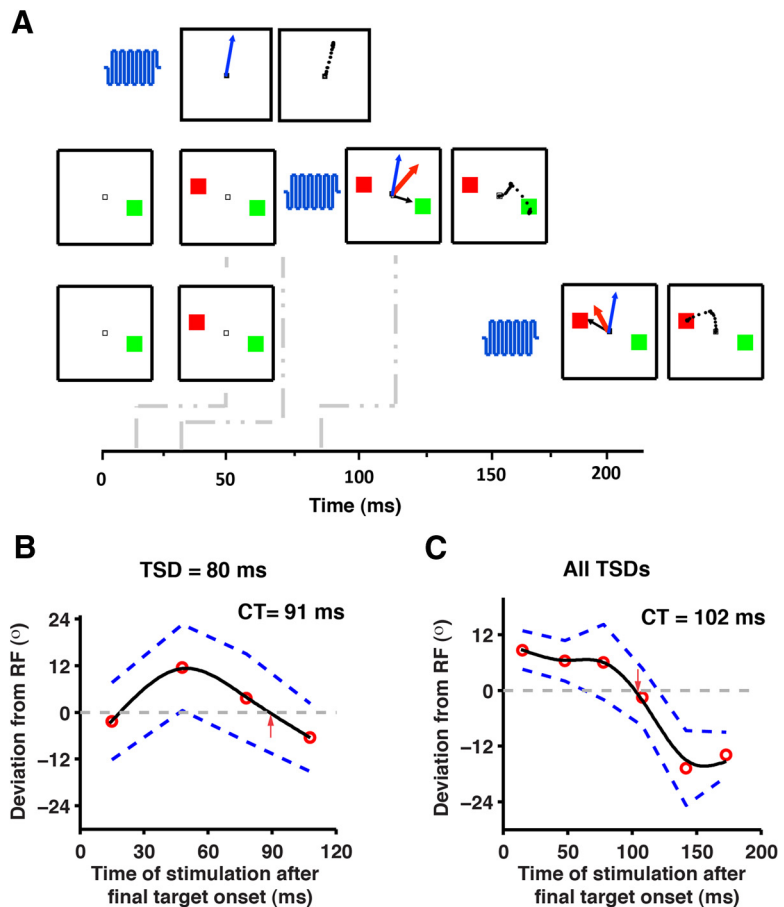 A
0 50 100 150 200
Time (ms)
B
TSD = 80 ms
CT= 91 ms
24
12
0
−12
−24
Deviation from RF (º)
0 30 60 90 120
Time of stimulation after
final target onset (ms)
C
All TSDs
CT = 102 ms
12
0
−12
−24
Deviation from RF (º)
0 50 100 150 200
Time of stimulation after
final target onset (ms)